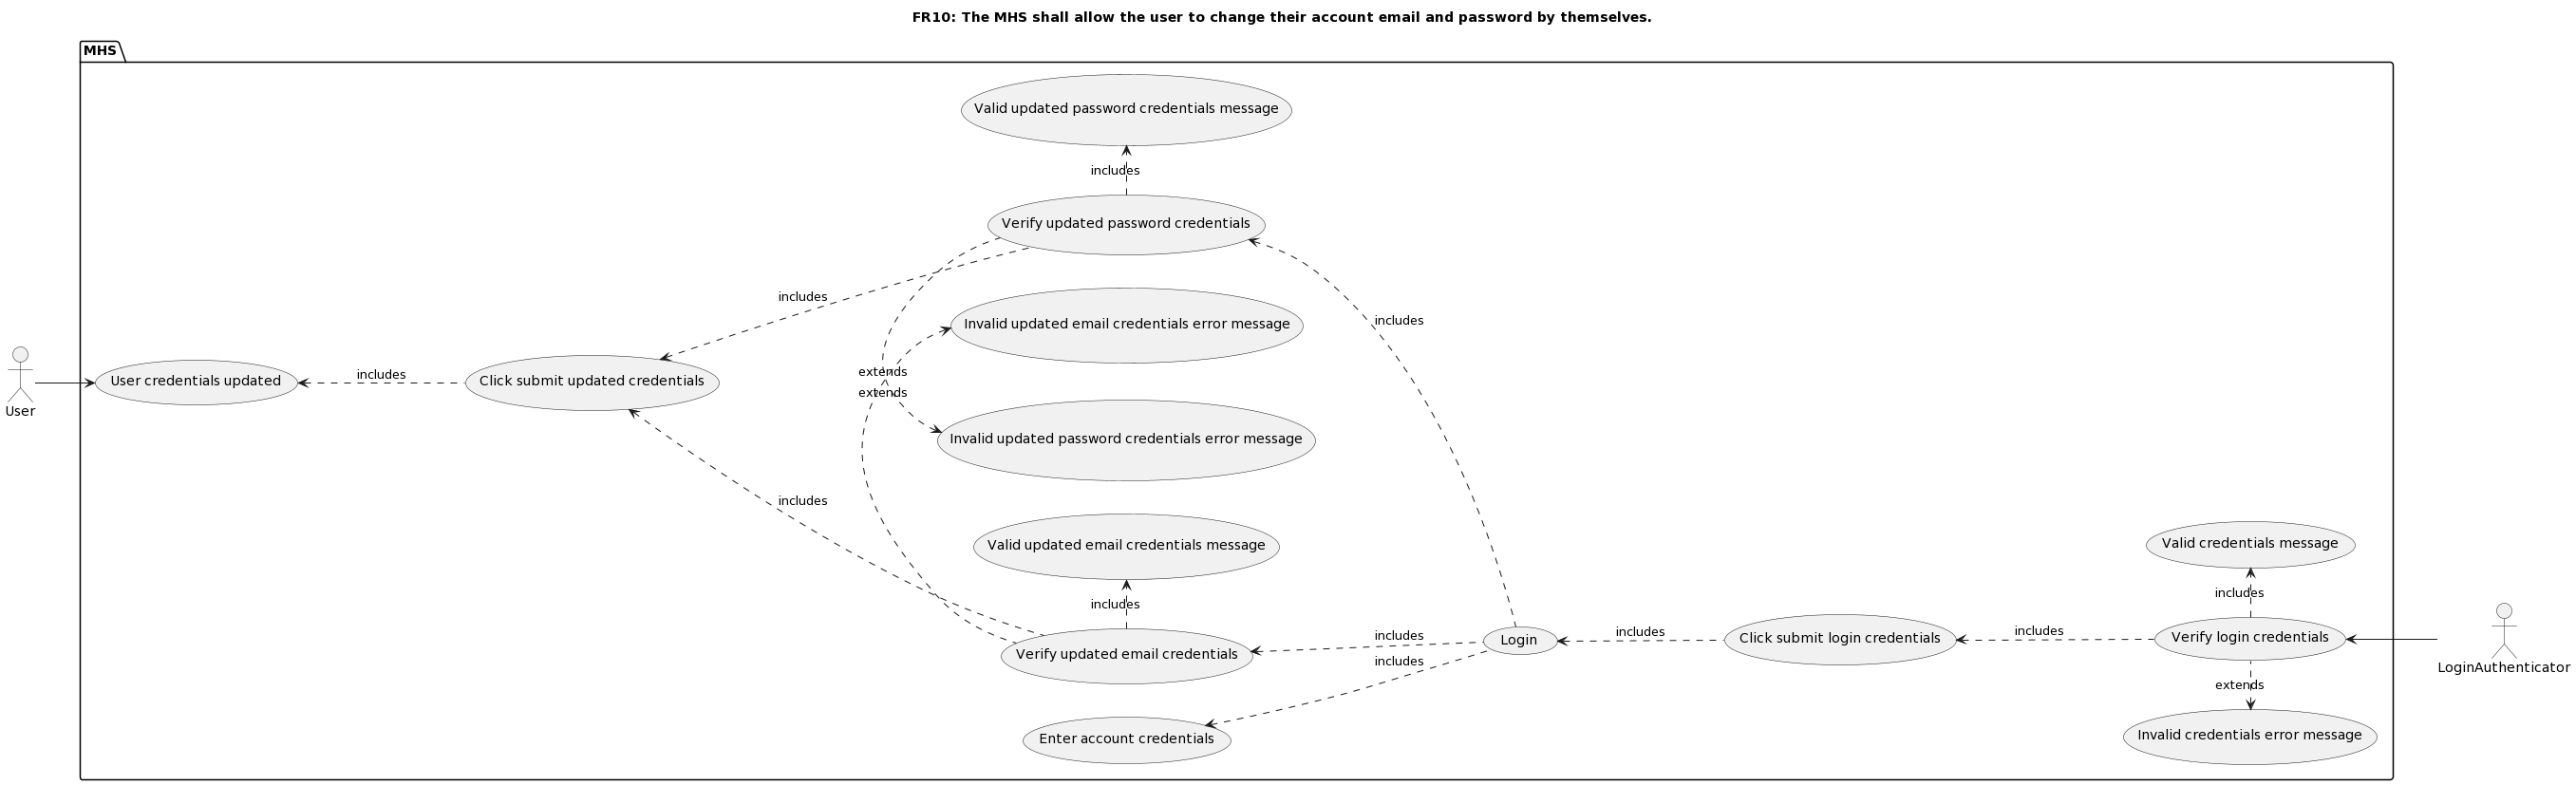 FR10: The MHS shall allow the user to change their account email and password by themselves.
MHS
Valid updated password credentials message
includes
Verify updated password credentials
includes
includes
Invalid updated email credentials error message
extends
extends
User credentials updated
includes
Click submit updated credentials
User
Invalid updated password credentials error message
includes
Valid updated email credentials message
includes
Verify updated email credentials
includes
includes
Login
includes
Click submit login credentials
includes
Valid credentials message
includes
Verify login credentials
extends
Invalid credentials error message
LoginAuthenticator
Enter account credentials